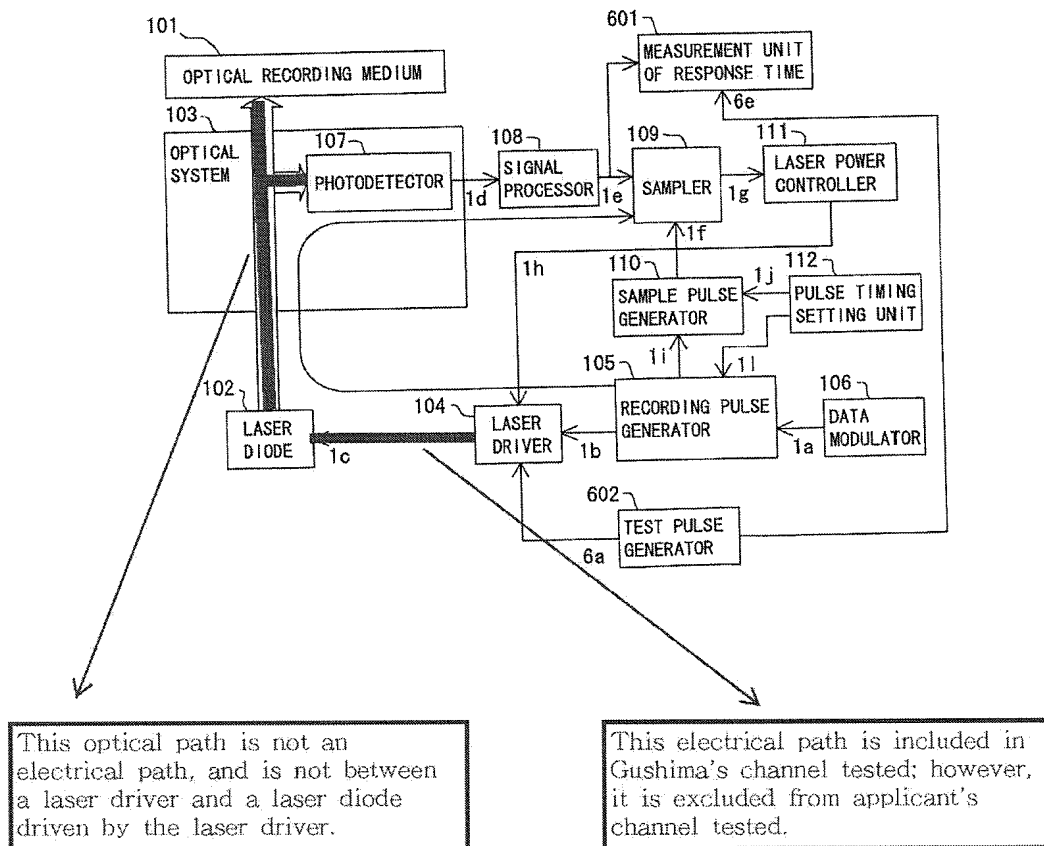 101
OPTICAL RECORDING MEDIUM
601
MEASUREMENT UNIT
OF RESPONSE TIME
6e
103
OPTICAL
SYSTEM
107
PHOTODETECTOR
1d
108
SIGNAL
PROCESSOR
1e
109
SAMPLER
1g
111
LASER POWER
CONTROLLER
1f
1h
110
SAMPLE PULSE
GENERATOR
1j
112
PULSE TIMING
SETTING UNIT
1i
1l
105
RECORDING PULSE
GENERATOR
106
DATA
MODULATOR
1a
102
LASER
DIODE
1c
104
LASER
DRIVER
1b
602
TEST PULSE
GENERATOR
6a
This optical path is not an
electrical path, and is not between
a laser driver and a laser diode
driven by the laser driver.
This electrical path is included in
Gushima's channel tested; however,
it is excluded from applicant's
channel tested.